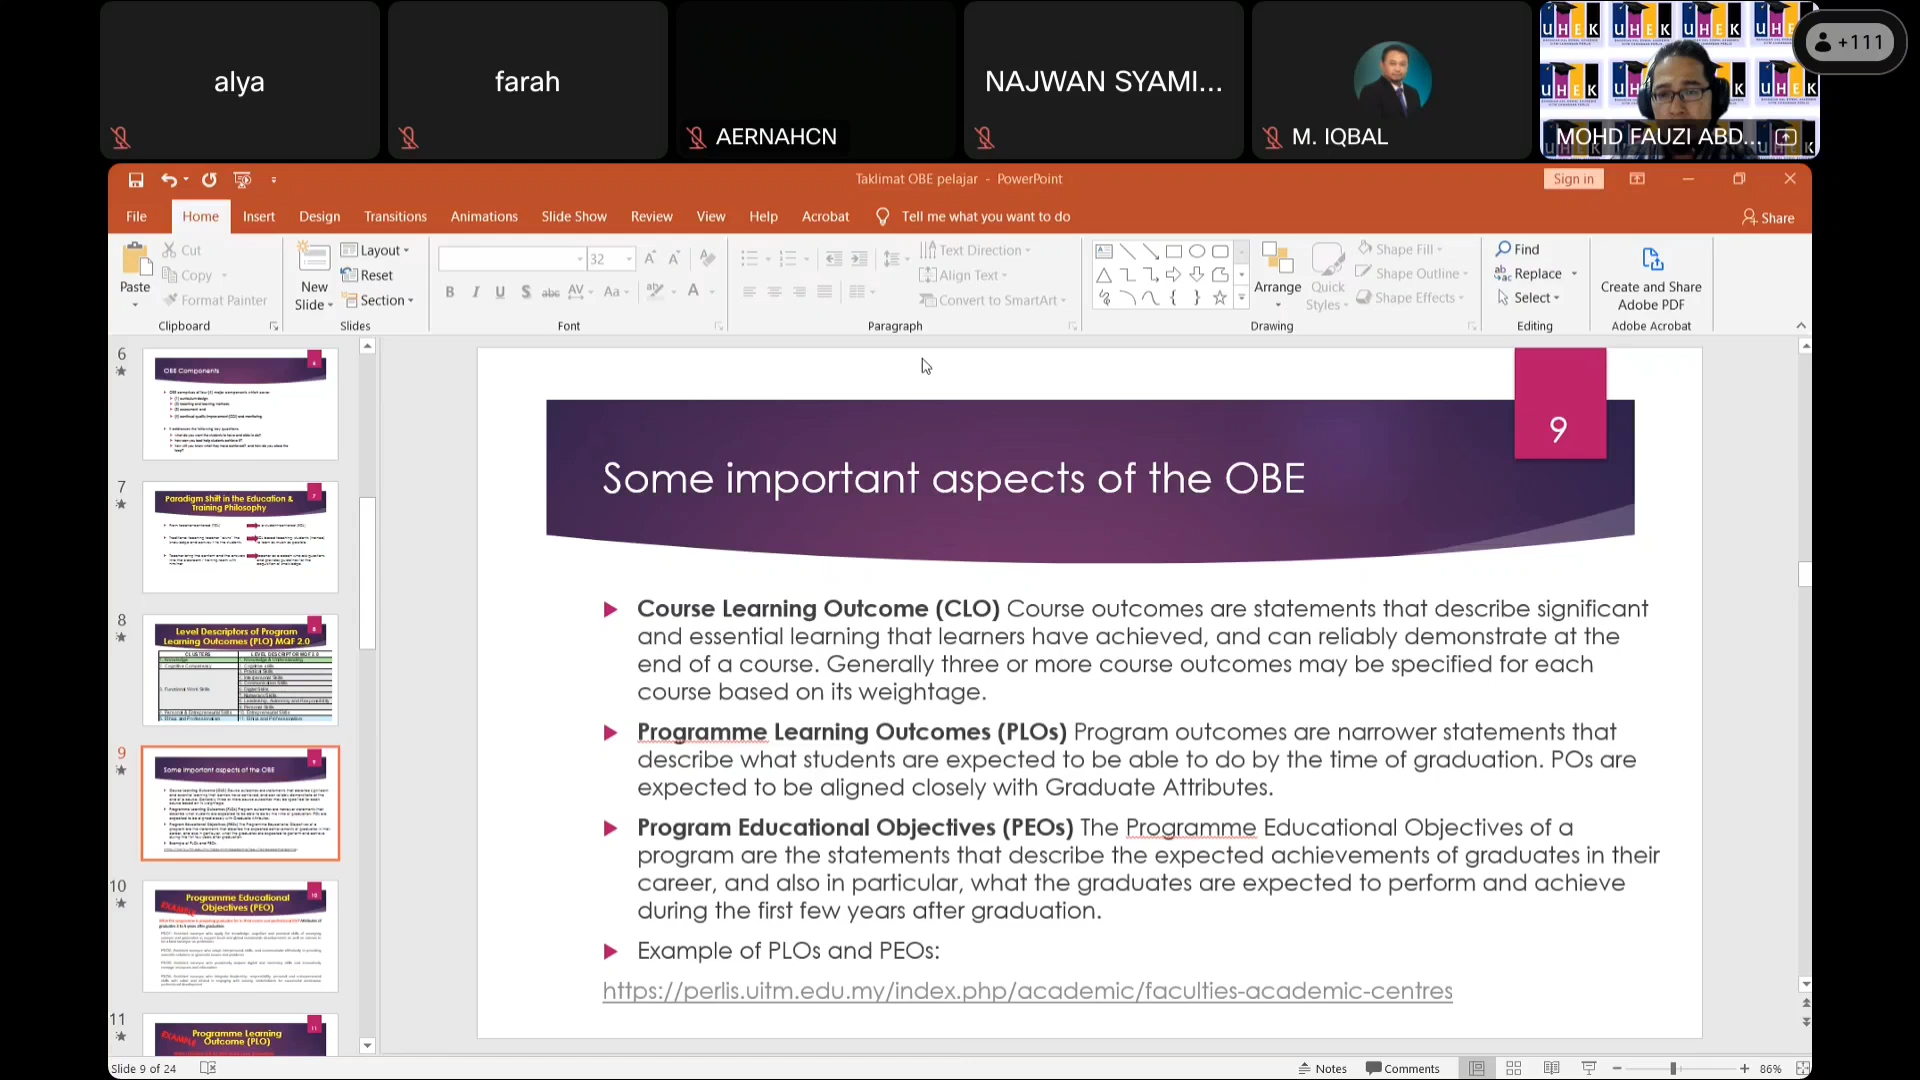 alya
farah
AERNAHCN
NAJWAN SYAMI...
M. IQBAL
MOHD FAUZI ABD...
+111
UHEK
Taklimat OBE pelajar - PowerPoint
Sign in
File Home Insert Design Transitions Animations Slide Show Review View Help Acrobat Tell me what you want to do
Share
Paste
Cut
Copy
Format Painter
Clipboard
New Slide
Layout
Reset
Section
Slides
32
Font
Text Direction
Align Text
Convert to SmartArt
Paragraph
Arrange
Quick Styles
Shape Fill
Shape Outline
Shape Effects
Drawing
Find
Replace
Select
Editing
Create and Share
Adobe PDF
Adobe Acrobat
6
OBE Components
7
Paradigm Shift in the Education &
Training Philosophy
8
Level Descriptors of Program
Learning Outcomes (PLO) MQF 2.0
9
Some important aspects of the OBE
10
Programme Educational
Objectives (PEO)
EXAMPLE
11
Programme Learning
Outcome (PLO)
EXAMPLE
9
Some important aspects of the OBE
Course Learning Outcome (CLO) Course outcomes are statements that describe significant
and essential learning that learners have achieved, and can reliably demonstrate at the
end of a course. Generally three or more course outcomes may be specified for each
course based on its weightage.
Programme Learning Outcomes (PLOs) Program outcomes are narrower statements that
describe what students are expected to be able to do by the time of graduation. POs are
expected to be aligned closely with Graduate Attributes.
Program Educational Objectives (PEOs) The Programme Educational Objectives of a
program are the statements that describe the expected achievements of graduates in their
career, and also in particular, what the graduates are expected to perform and achieve
during the first few years after graduation.
Example of PLOs and PEOs:
https://perlis.uitm.edu.my/index.php/academic/faculties-academic-centres
Slide 9 of 24
Notes
Comments
86%